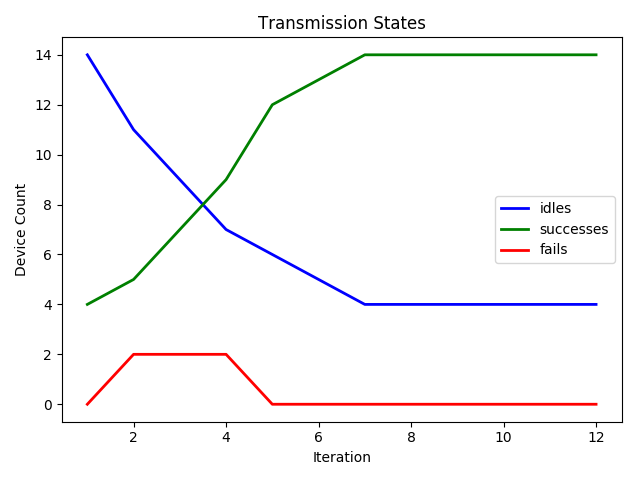 Transmission States
14
12
10
8
6
4
2
0
Device Count
idles
successes
fails
2 4 6 8 10 12
Iteration